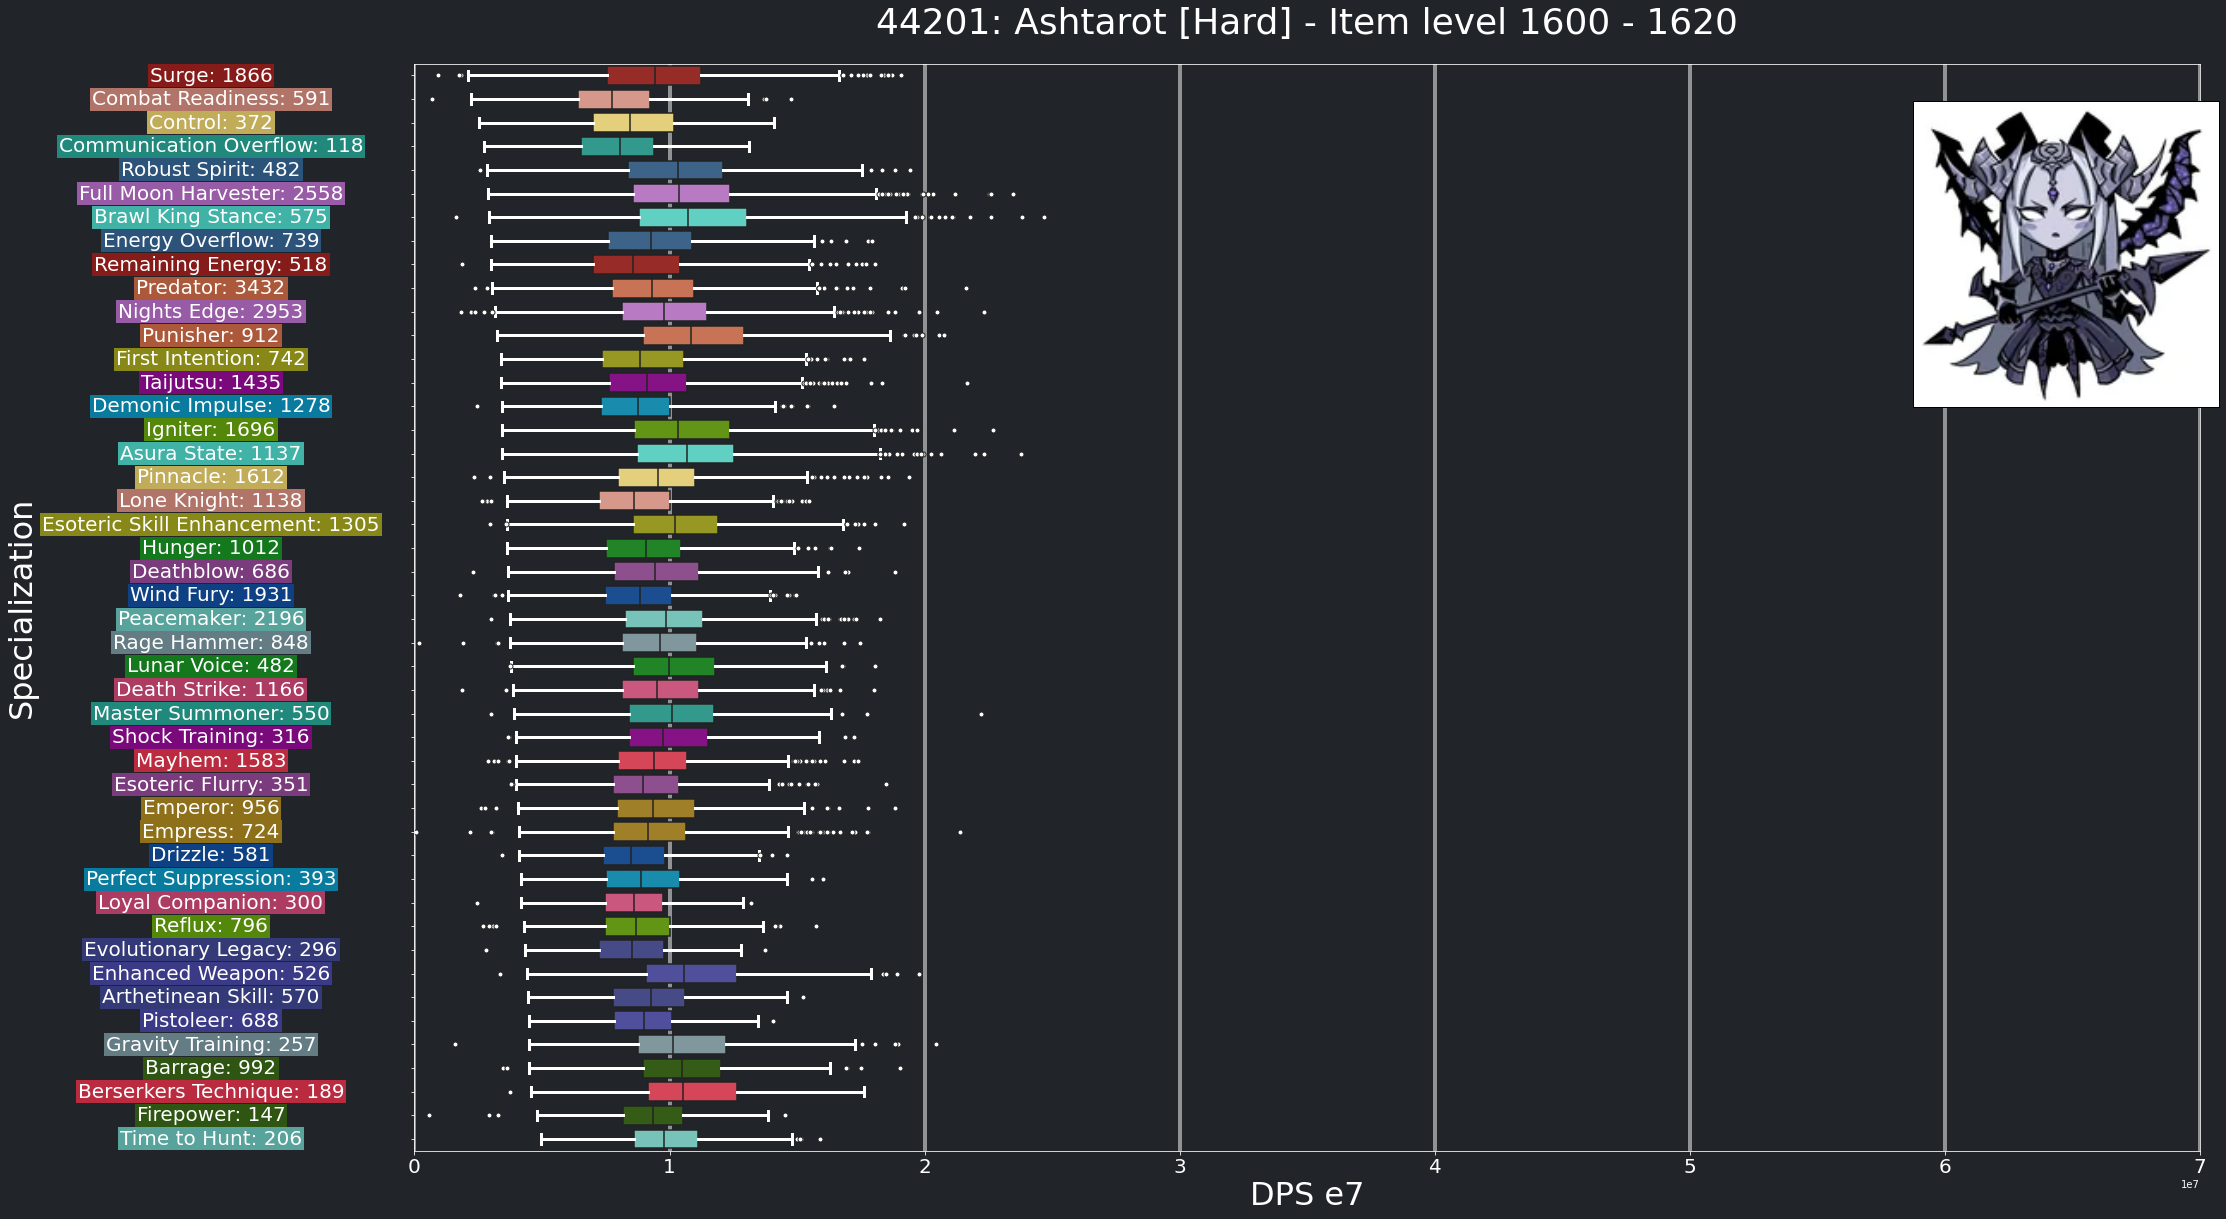 44201: Ashtarot [Hard] - Item level 1600 - 1620
Surge: 1866
Combat Readiness: 591
Control: 372
Communication Overflow: 118
Robust Spirit: 482
Full Moon Harvester: 2558
Brawl King Stance: 575
Energy Overflow: 739
Remaining Energy: 518
Predator: 3432
Nights Edge: 2953
Punisher: 912
First Intention: 742
Taijutsu: 1435
Demonic Impulse: 1278
Igniter: 1696
Asura State: 1137
Pinnacle: 1612
Lone Knight: 1138
Esoteric Skill Enhancement: 1305
Hunger: 1012
Deathblow: 686
Wind Fury: 1931
Peacemaker: 2196
Rage Hammer: 848
Lunar Voice: 482
Death Strike: 1166
Master Summoner: 550
Shock Training: 316
Mayhem: 1583
Esoteric Flurry: 351
Emperor: 956
Empress: 724
Drizzle: 581
Perfect Suppression: 393
Loyal Companion: 300
Reflux: 796
Evolutionary Legacy: 296
Enhanced Weapon: 526
Arthetinean Skill: 570
Pistoleer: 688
Gravity Training: 257
Barrage: 992
Berserkers Technique: 189
Firepower: 147
Time to Hunt: 206
Specialization
0 1 2 3 4 5 6 7
1e7
DPS e7